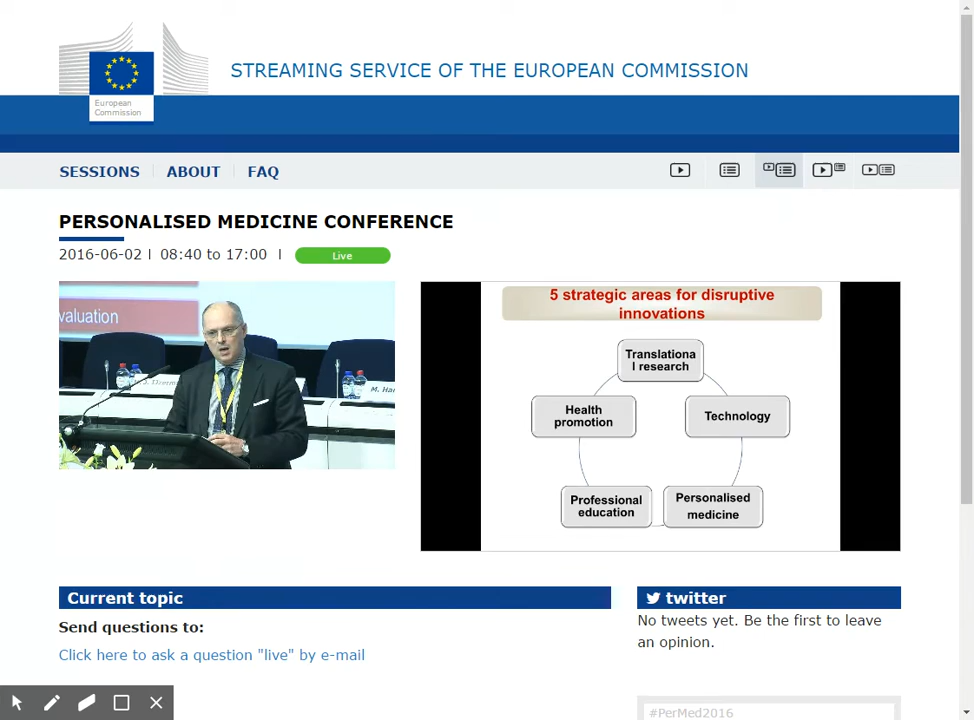 European
Commission
STREAMING SERVICE OF THE EUROPEAN COMMISSION
SESSIONS
ABOUT
FAQ
PERSONALISED MEDICINE CONFERENCE
2016-06-02 | 08:40 to 17:00 |
Live
valuation
5 strategic areas for disruptive
innovations
Translationa
l research
Health
promotion
Technology
Professional
education
Personalised
medicine
Current topic
Send questions to:
Click here to ask a question "live" by e-mail
twitter
No tweets yet. Be the first to leave
an opinion.
#PerMed2016